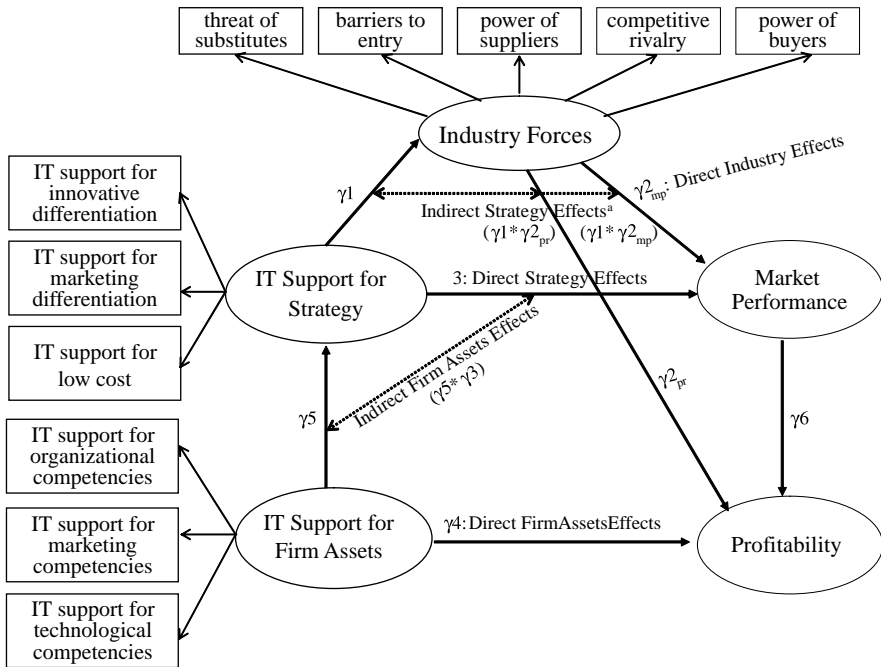 threat of
substitutes
barriers to
entry
power of
suppliers
competitive
rivalry
power of
buyers
Industry Forces
IT support for
innovative
differentiation
IT support for
marketing
differentiation
IT support for
low cost
γ1
γ2mp: Direct Industry Effects
Indirect Strategy Effectsᵃ
(γ1*γ2pr)
(γ1*γ2mp)
IT Support for
Strategy
3: Direct Strategy Effects
Market
Performance
Indirect Firm Assets Effects
(γ5* γ3)
γ2pr
γ5
γ6
IT support for
organizational
competencies
IT support for
marketing
competencies
IT support for
technological
competencies
IT Support for
Firm Assets
γ4: Direct FirmAssetsEffects
Profitability